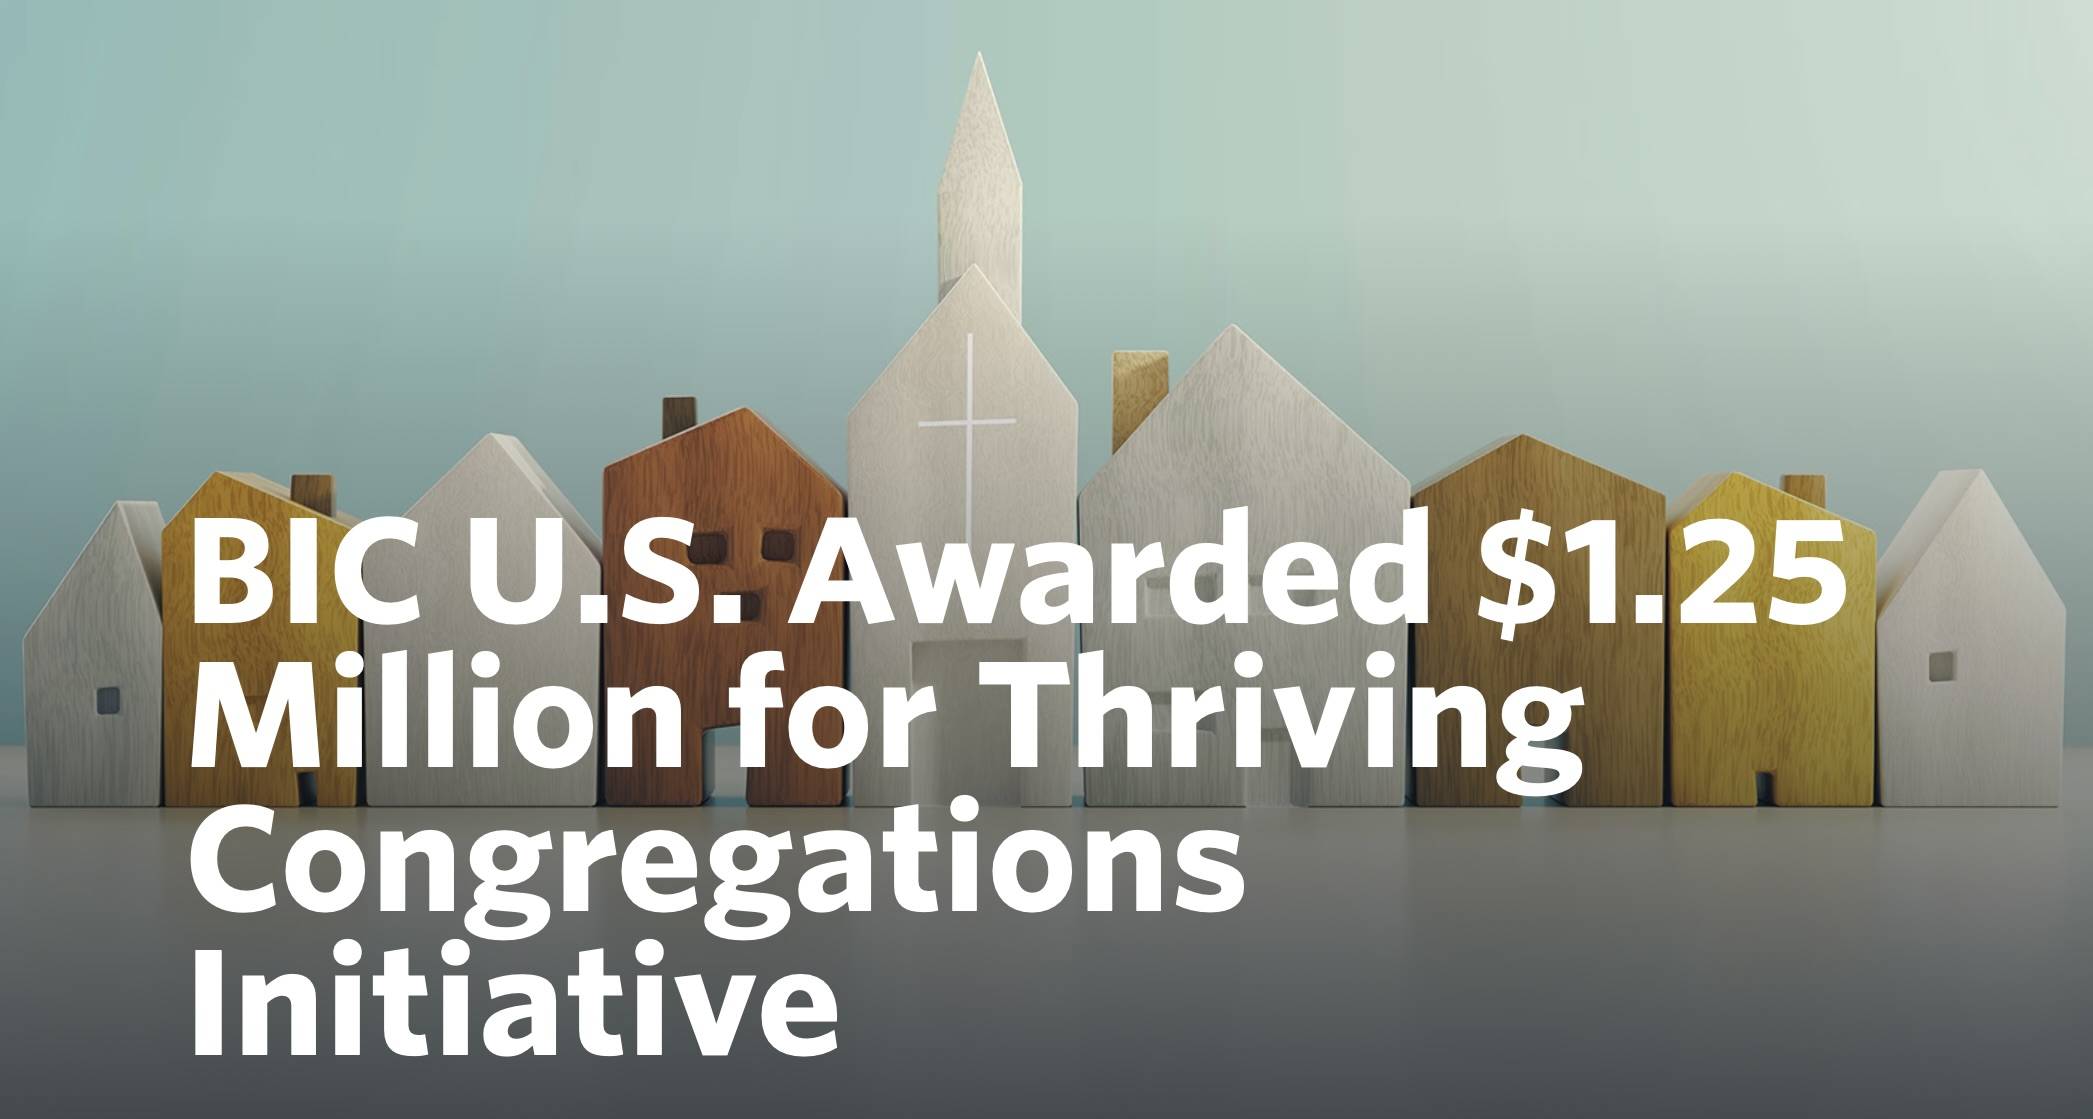 BIC U.S. Awarded $1.25
Million for Thriving
Congregations
Initiative